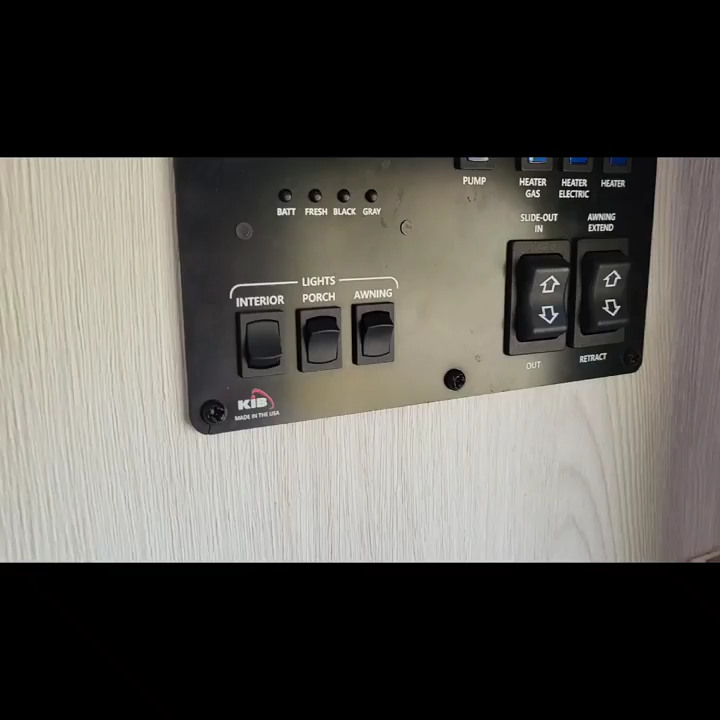 PUMP
HEATER GAS
HEATER ELECTRIC
HEATER
BATT FRESH BLACK GRAY
SLIDE-OUT IN
AWNING EXTEND
LIGHTS
INTERIOR PORCH AWNING
OUT
RETRACT
KIB
MADE IN THE USA